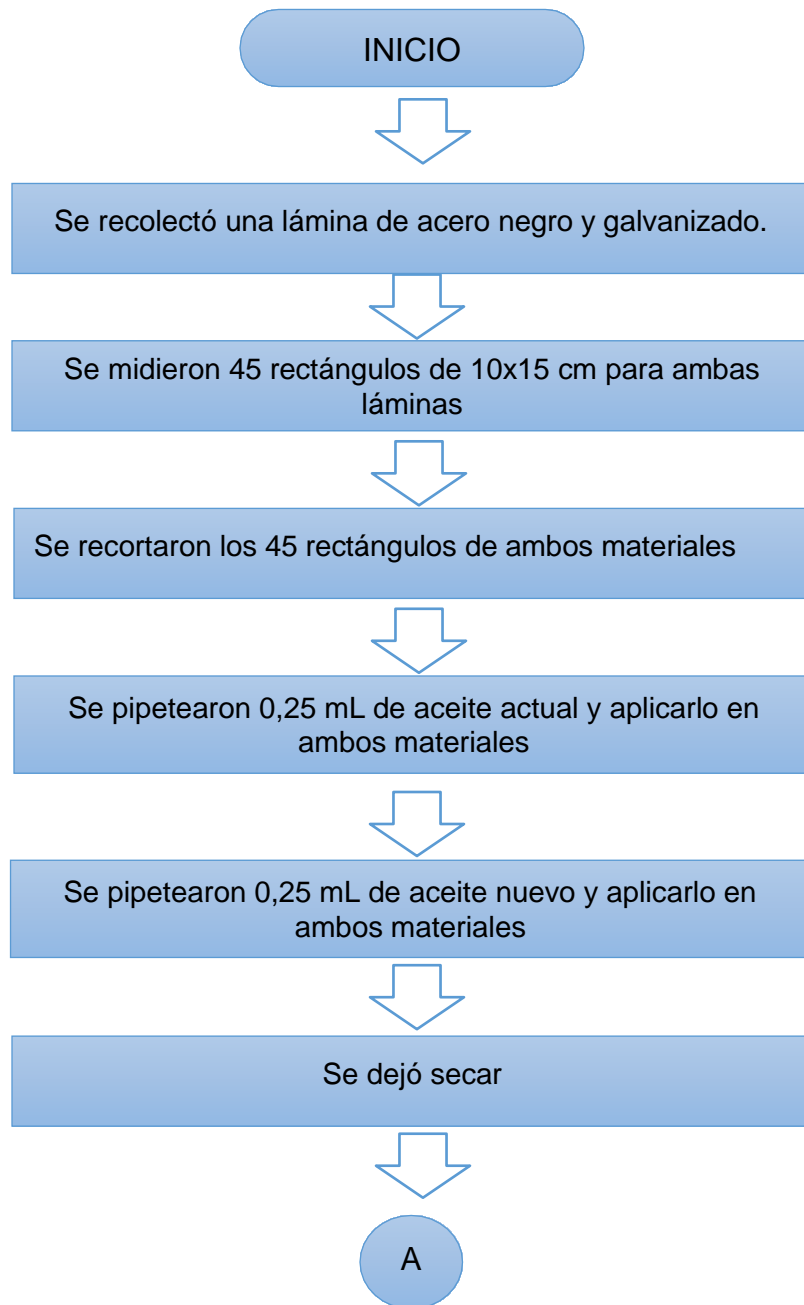 INICIO
Se recolectó una lámina de acero negro y galvanizado.
Se midieron 45 rectángulos de 10x15 cm para ambas
láminas
Se recortaron los 45 rectángulos de ambos materiales
Se pipetearon 0,25 mL de aceite actual y aplicarlo en
ambos materiales
Se pipetearon 0,25 mL de aceite nuevo y aplicarlo en
ambos materiales
Se dejó secar
A